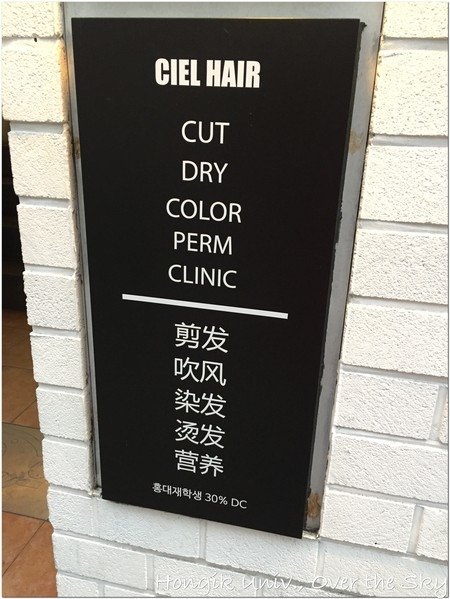 CIEL HAIR
CUT
DRY
COLOR
PERM
CLINIC
剪发
吹风
染发
烫发
营养
홍대재학생 30% DC
Hongik Univ.. Over the Sky